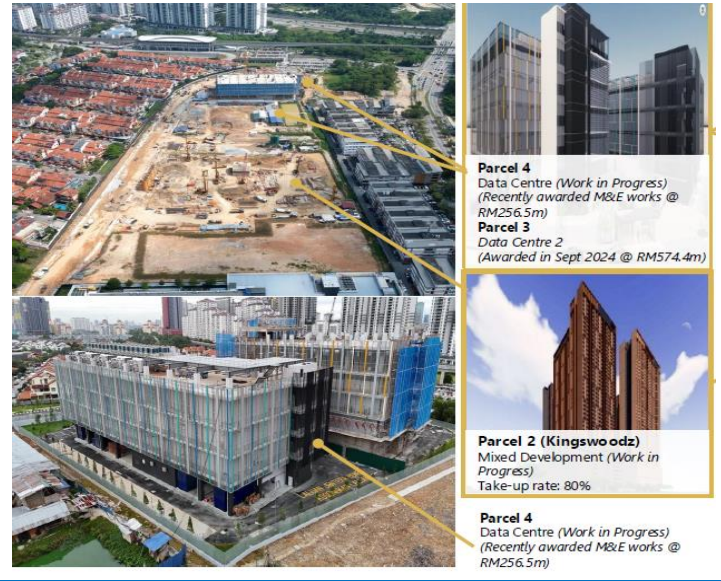 Parcel 4
Data Centre (Work in Progress)
(Recently awarded M&E works @
RM256.5m)
Parcel 3
Data Centre 2
(Awarded in Sept 2024 @ RM574.4m)
Parcel 2 (Kingswoodz)
Mixed Development (Work in
Progress)
Take-up rate: 80%
Parcel 4
Data Centre (Work in Progress)
(Recently awarded M&E works @
RM256.5m)